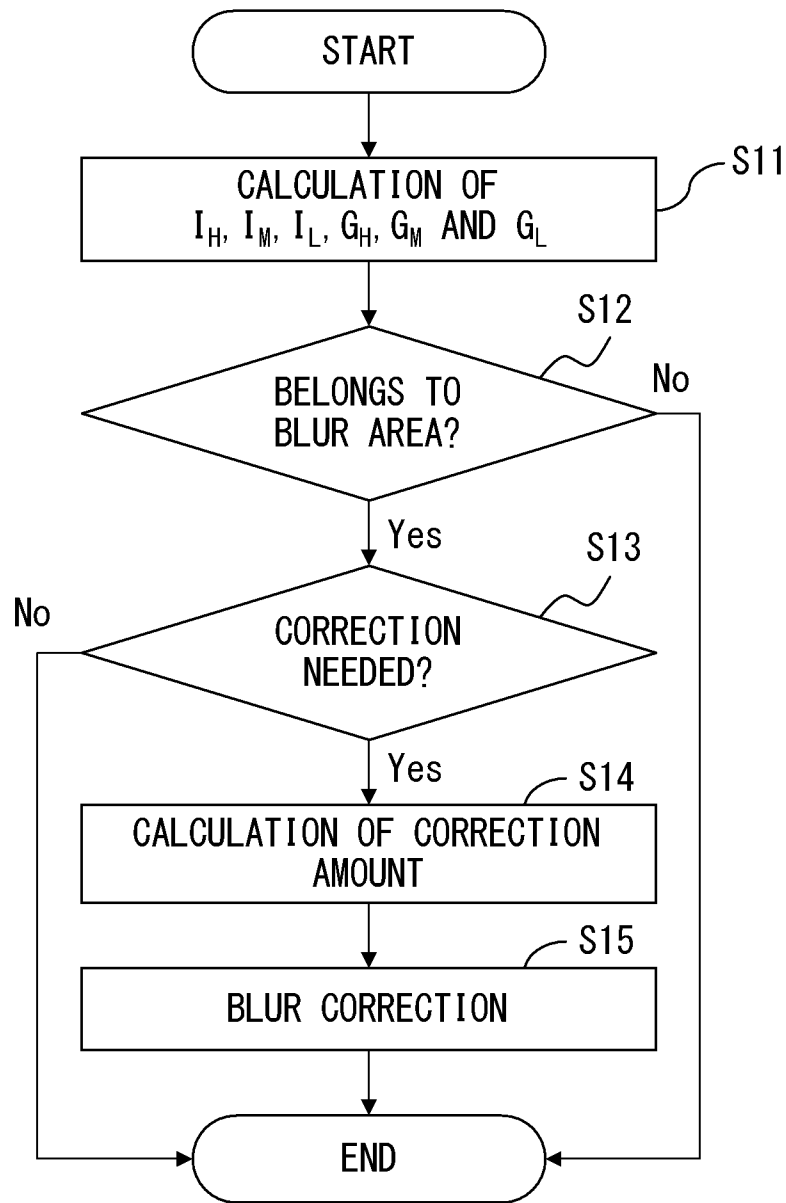 START
CALCULATION OF
I_H, I_M, I_L, G_H, G_M AND G_L
S11
S12
BELONGS TO
BLUR AREA?
No
Yes
S13
No
CORRECTION
NEEDED?
Yes
S14
CALCULATION OF CORRECTION
AMOUNT
S15
BLUR CORRECTION
END